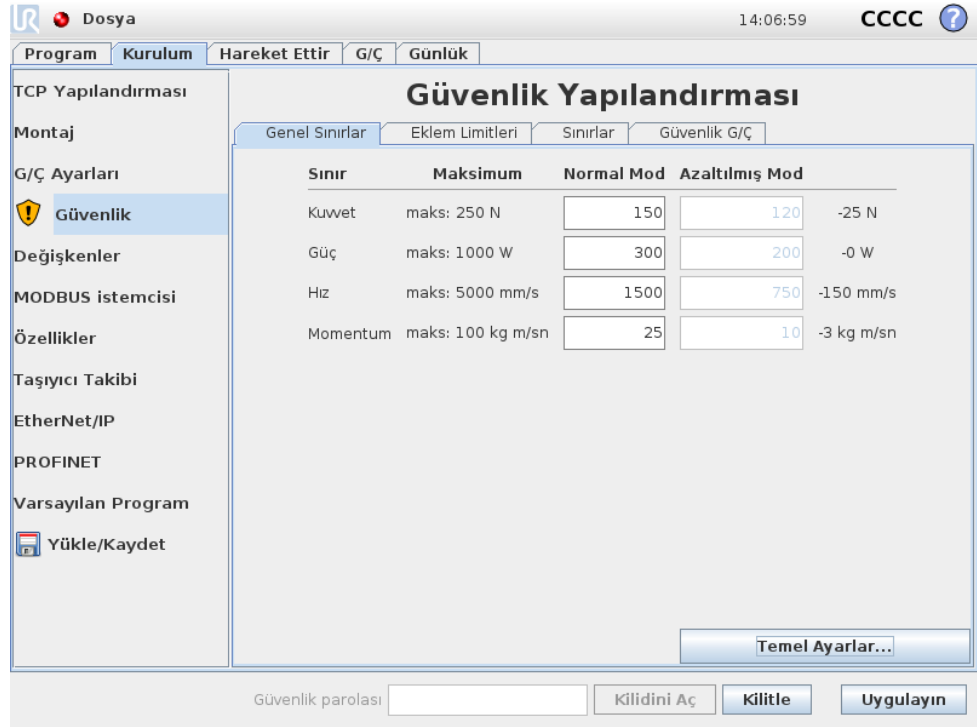 UR Dosya 14:06:59 CCCC ?
Program Kurulum Hareket Ettir G/Ç Günlük
TCP Yapılandırması
Montaj
G/Ç Ayarları
Güvenlik
Değişkenler
MODBUS istemcisi
Özellikler
Taşıyıcı Takibi
EtherNet/IP
PROFINET
Varsayılan Program
Yükle/Kaydet
Güvenlik Yapılandırması
Genel Sınırlar Eklem Limitleri Sınırlar Güvenlik G/Ç
Sınır Maksimum Normal Mod Azaltılmış Mod
Kuvvet maks: 250 N 150 120 -25 N
Güç maks: 1000 W 300 200 -0 W
Hız maks: 5000 mm/s 1500 750 -150 mm/s
Momentum maks: 100 kg m/sn 25 10 -3 kg m/sn
Temel Ayarlar...
Güvenlik parolası Kilidini Aç Kilitle Uygulayın